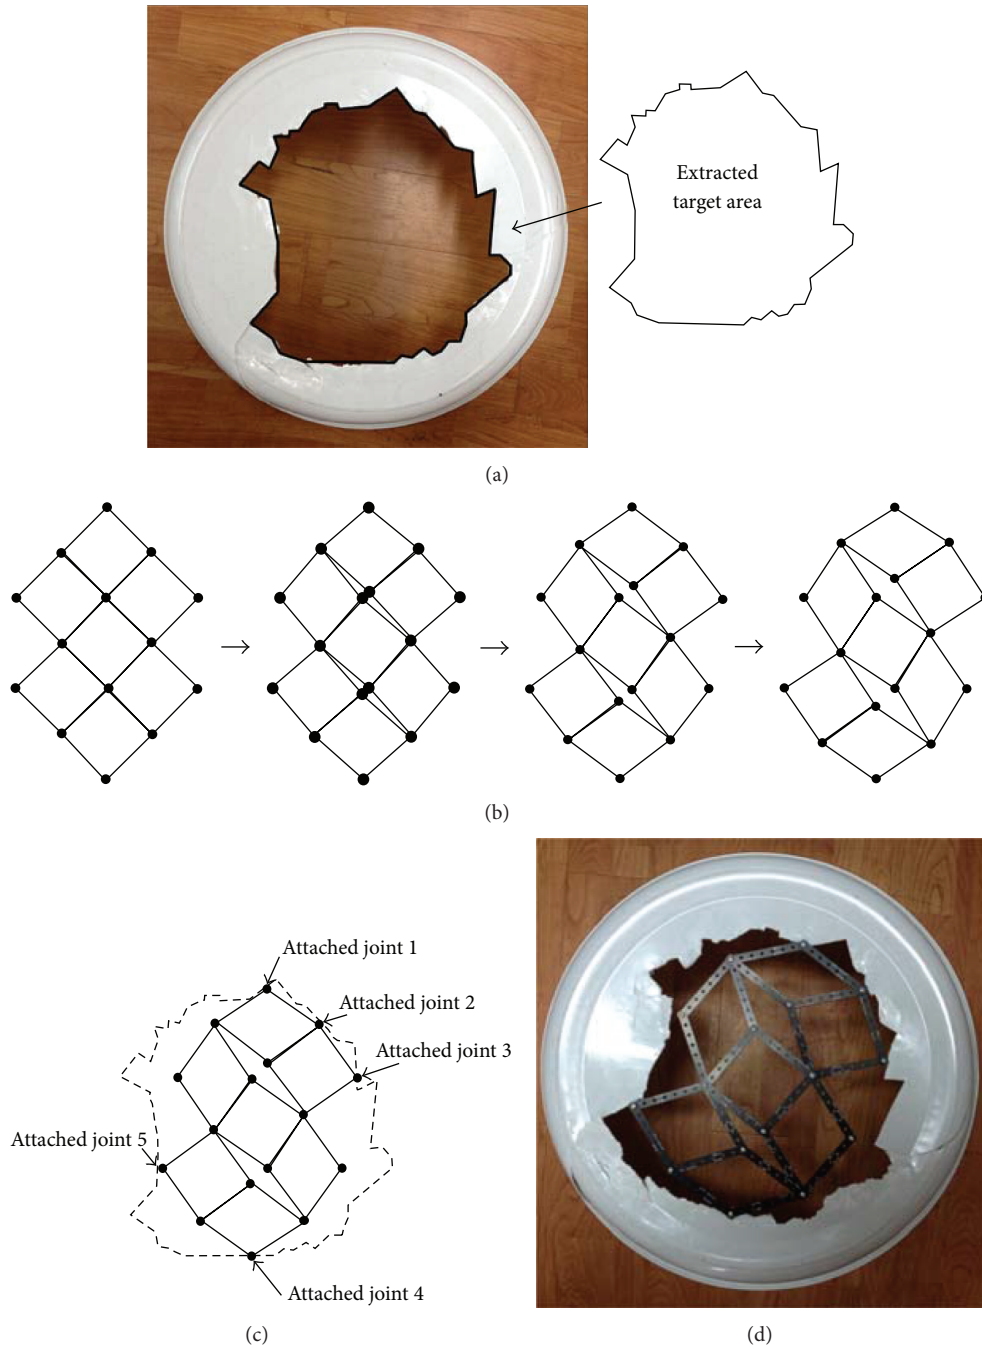 Extracted
target area
(a)
(b)
Attached joint 1
Attached joint 2
Attached joint 3
Attached joint 5
Attached joint 4
(c)
(d)